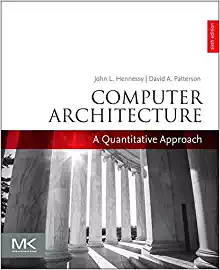 sixth edition
John L. Hennessy | David A. Patterson
COMPUTER
ARCHITECTURE
A Quantitative Approach
MK